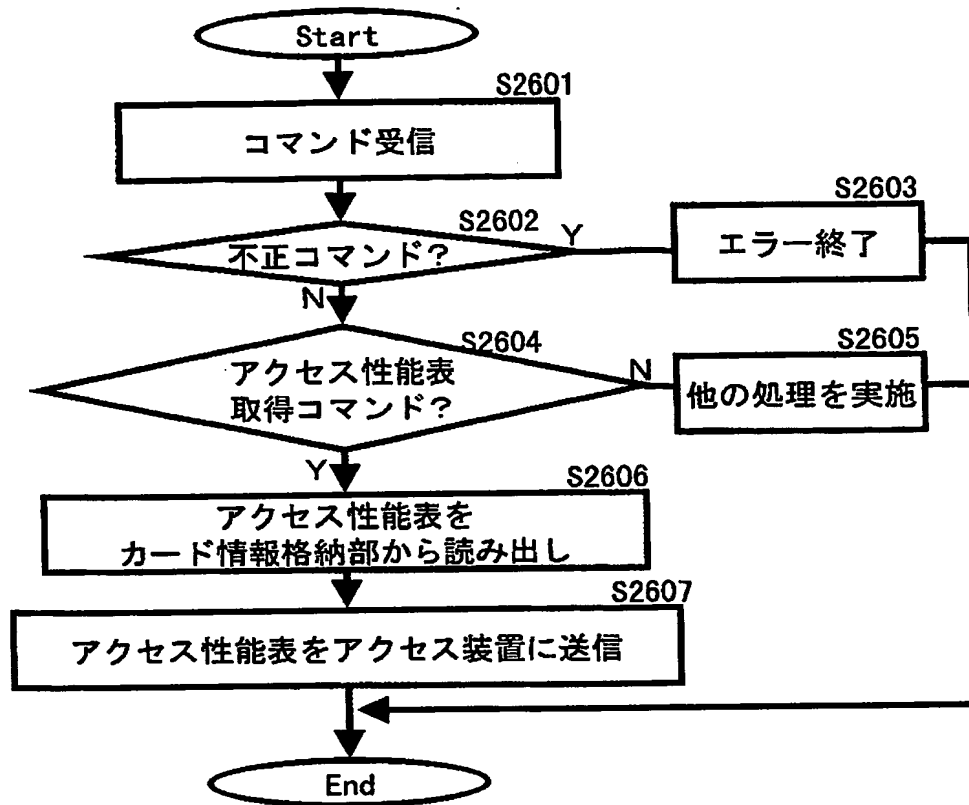 Start
S2601
コマンド受信
S2602
不正コマンド?
Y
S2603
エラー終了
N
S2604
アクセス性能表
取得コマンド?
N
S2605
他の処理を実施
Y
S2606
アクセス性能表を
カード情報格納部から読み出し
S2607
アクセス性能表をアクセス装置に送信
End